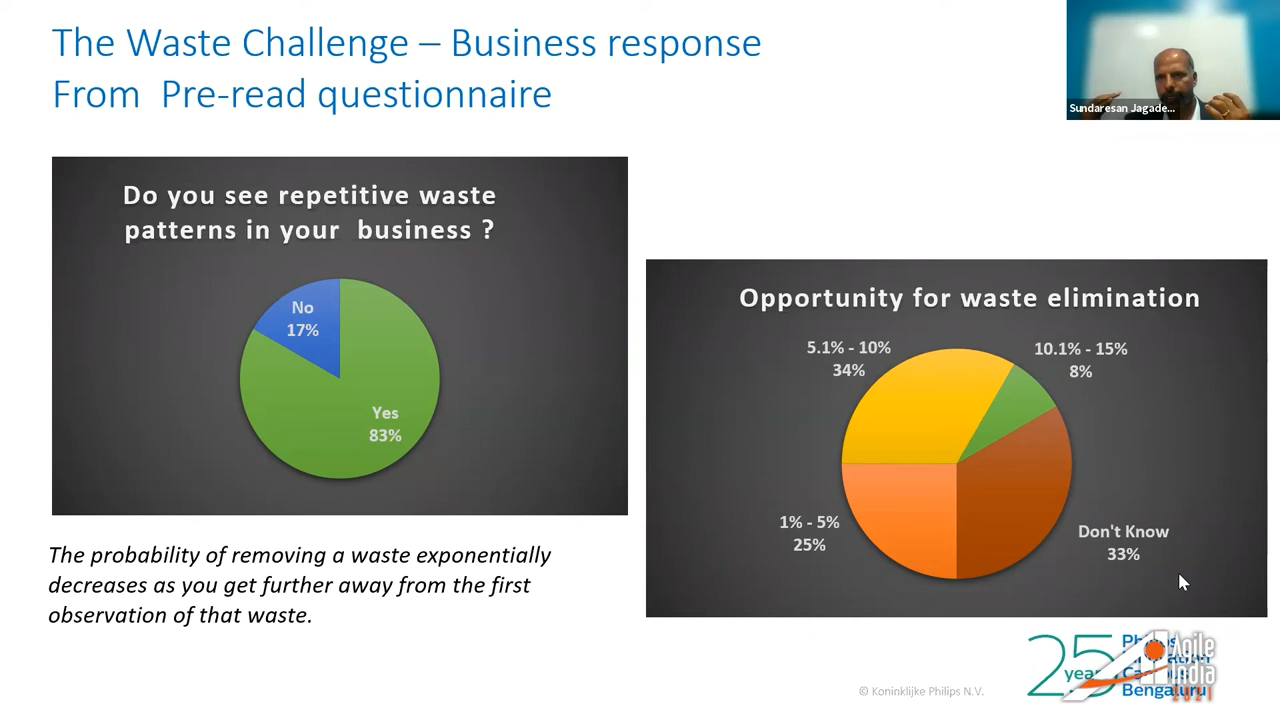 The Waste Challenge – Business response
From Pre-read questionnaire
Sundaresan Jagade...
Do you see repetitive waste
patterns in your business ?
No
17%
Yes
83%
Opportunity for waste elimination
5.1% - 10%
34%
10.1% - 15%
8%
1% - 5%
25%
Don't Know
33%
The probability of removing a waste exponentially
decreases as you get further away from the first
observation of that waste.
© Koninklijke Philips N.V.
25
years
Philips
Bengaluru
Agile
India
2021